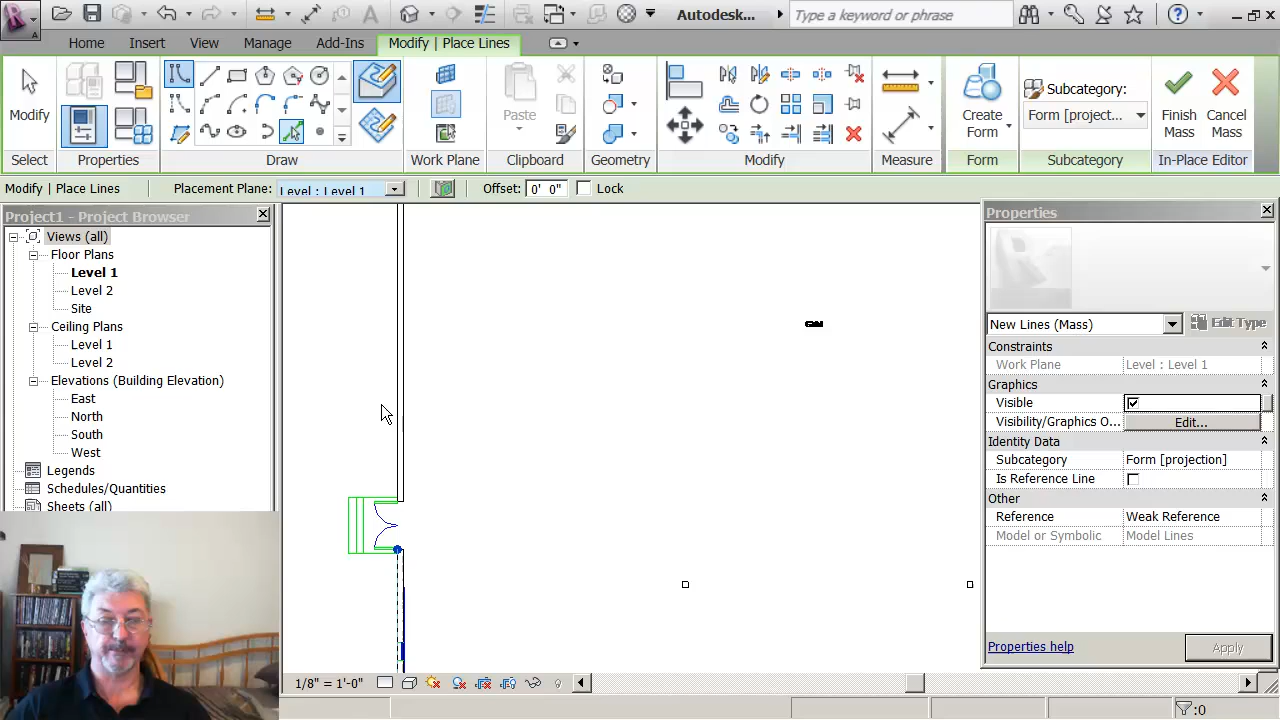 Autodesk...
Type a keyword or phrase
Home
Insert
View
Manage
Add-Ins
Modify | Place Lines
Modify
Select
Properties
Draw
Work Plane
Paste
Clipboard
Geometry
Modify
Measure
Create Form
Form
Subcategory:
Form [project...
Subcategory
Finish Mass
Cancel Mass
In-Place Editor
Modify | Place Lines
Placement Plane:
Level : Level 1
Offset:
0' 0"
Lock
Project1 - Project Browser
Views (all)
Floor Plans
Level 1
Level 2
Site
Ceiling Plans
Level 1
Level 2
Elevations (Building Elevation)
East
North
South
West
Legends
Schedules/Quantities
Sheets (all)
Properties
New Lines (Mass)
Edit Type
Constraints
Work Plane
Level : Level 1
Graphics
Visible
Visibility/Graphics O...
Edit...
Identity Data
Subcategory
Form [projection]
Is Reference Line
Other
Reference
Weak Reference
Model or Symbolic
Model Lines
Properties help
Apply
1/8" = 1'-0"
:0